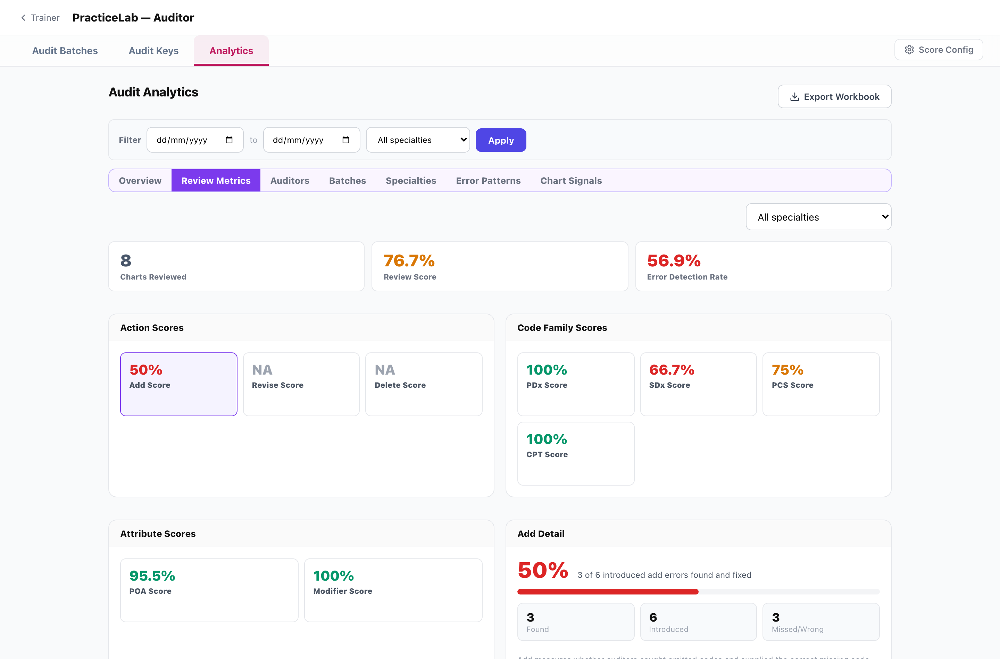 Trainer
PracticeLab — Auditor
Audit Batches
Audit Keys
Analytics
Score Config
Audit Analytics
Export Workbook
Filter
dd/mm/yyyy
to
dd/mm/yyyy
All specialties
Apply
Overview
Review Metrics
Auditors
Batches
Specialties
Error Patterns
Chart Signals
All specialties
8
Charts Reviewed
76.7%
Review Score
56.9%
Error Detection Rate
Action Scores
50%
Add Score
NA
Revise Score
NA
Delete Score
Code Family Scores
100%
PDx Score
66.7%
SDx Score
75%
PCS Score
100%
CPT Score
Attribute Scores
95.5%
POA Score
100%
Modifier Score
Add Detail
50%
3 of 6 introduced add errors found and fixed
3
Found
6
Introduced
3
Missed/Wrong
Add measures whether auditors caught omitted codes and supplied the correct missing code.